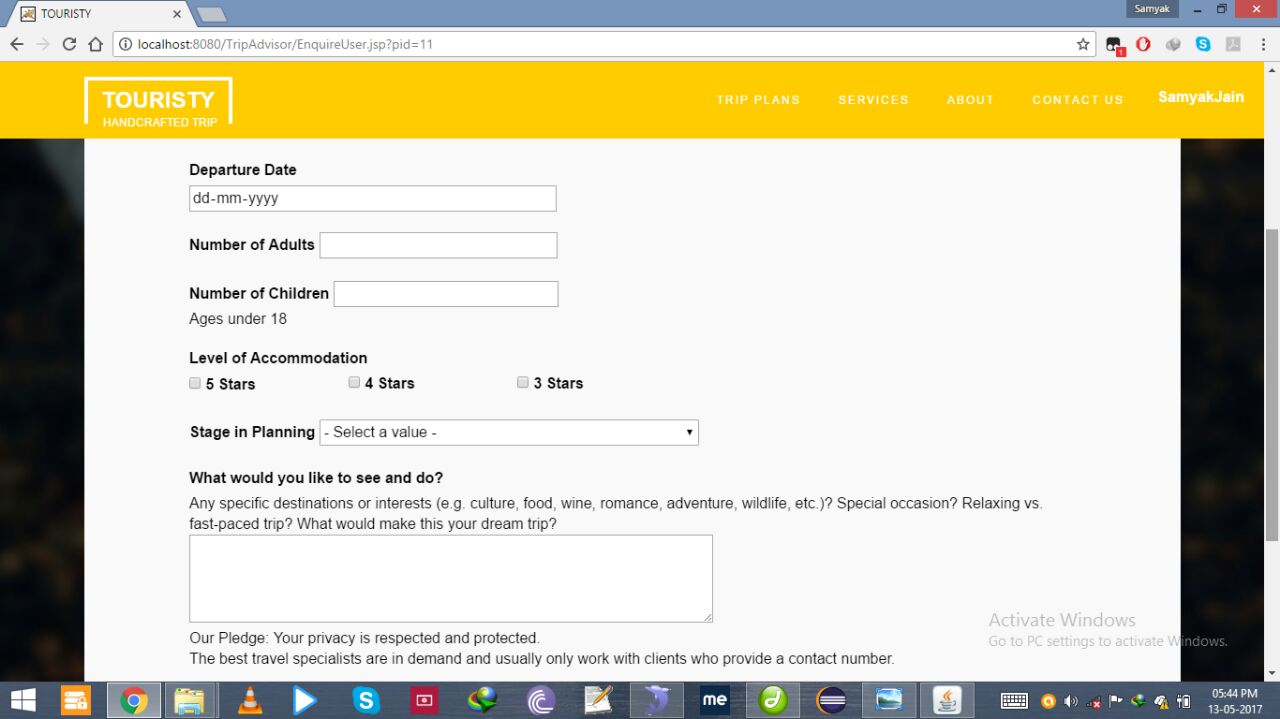 TOURISTY
Samyak
localhost:8080/TripAdvisor/EnquireUser.jsp?pid=11
1
TOURISTY
HANDCRAFTED TRIP
TRIP PLANS SERVICES ABOUT CONTACT US SamyakJain
Departure Date
dd-mm-yyyy
Number of Adults
Number of Children
Ages under 18
Level of Accommodation
5 Stars 4 Stars 3 Stars
Stage in Planning - Select a value -
What would you like to see and do?
Any specific destinations or interests (e.g. culture, food, wine, romance, adventure, wildlife, etc.)? Special occasion? Relaxing vs.
fast-paced trip? What would make this your dream trip?
Our Pledge: Your privacy is respected and protected.
The best travel specialists are in demand and usually only work with clients who provide a contact number.
Activate Windows
Go to PC settings to activate Windows.
me
05:44 PM
13-05-2017